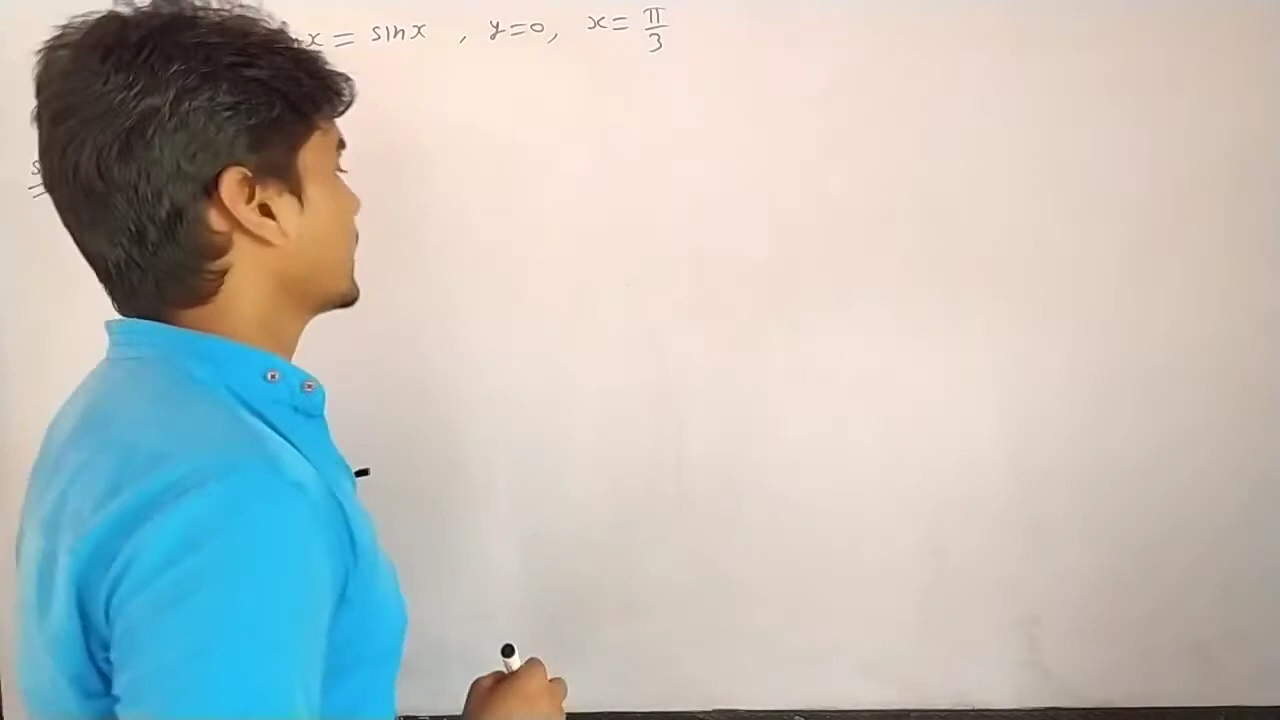 x = sinx , y=0, x= π/3